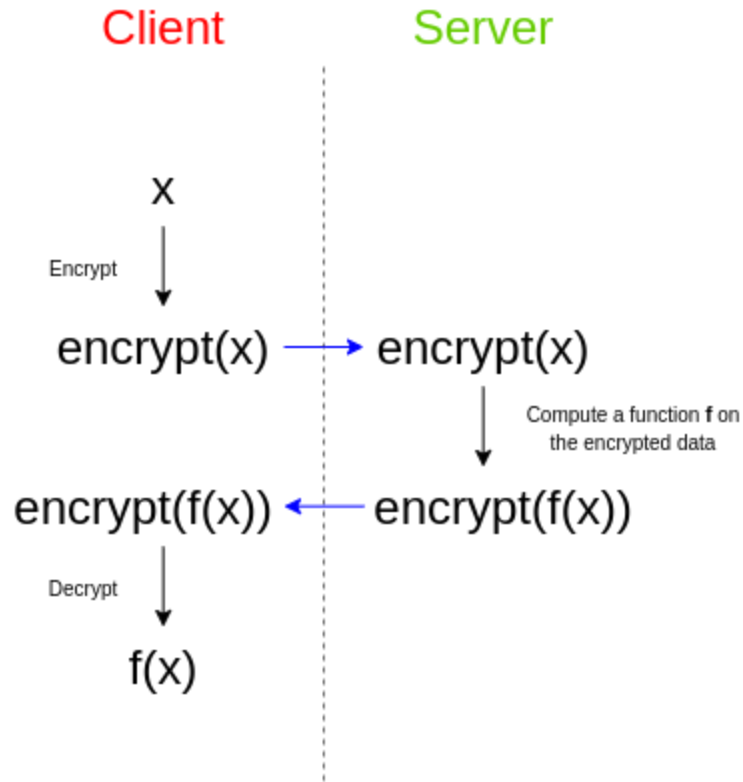 Client
Server
x
Encrypt
encrypt(x)
encrypt(x)
Compute a function f on
the encrypted data
encrypt(f(x))
encrypt(f(x))
Decrypt
f(x)